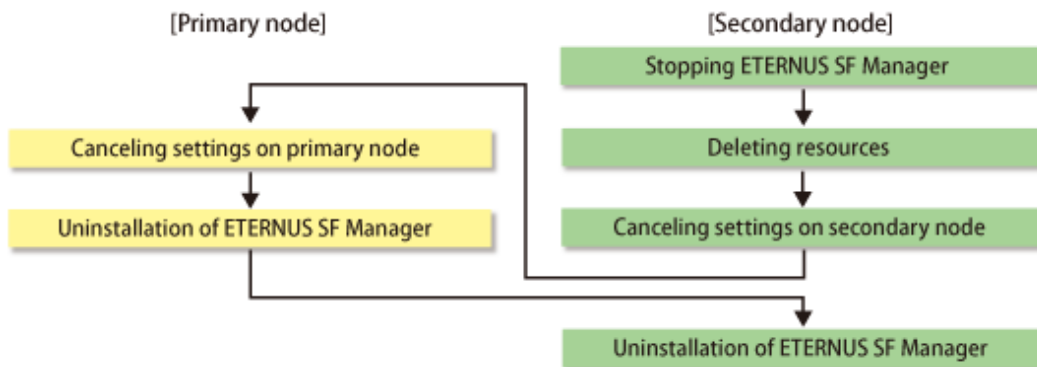 [Primary node]
[Secondary node]
Stopping ETERNUS SF Manager
Deleting resources
Canceling settings on secondary node
Canceling settings on primary node
Uninstallation of ETERNUS SF Manager
Uninstallation of ETERNUS SF Manager